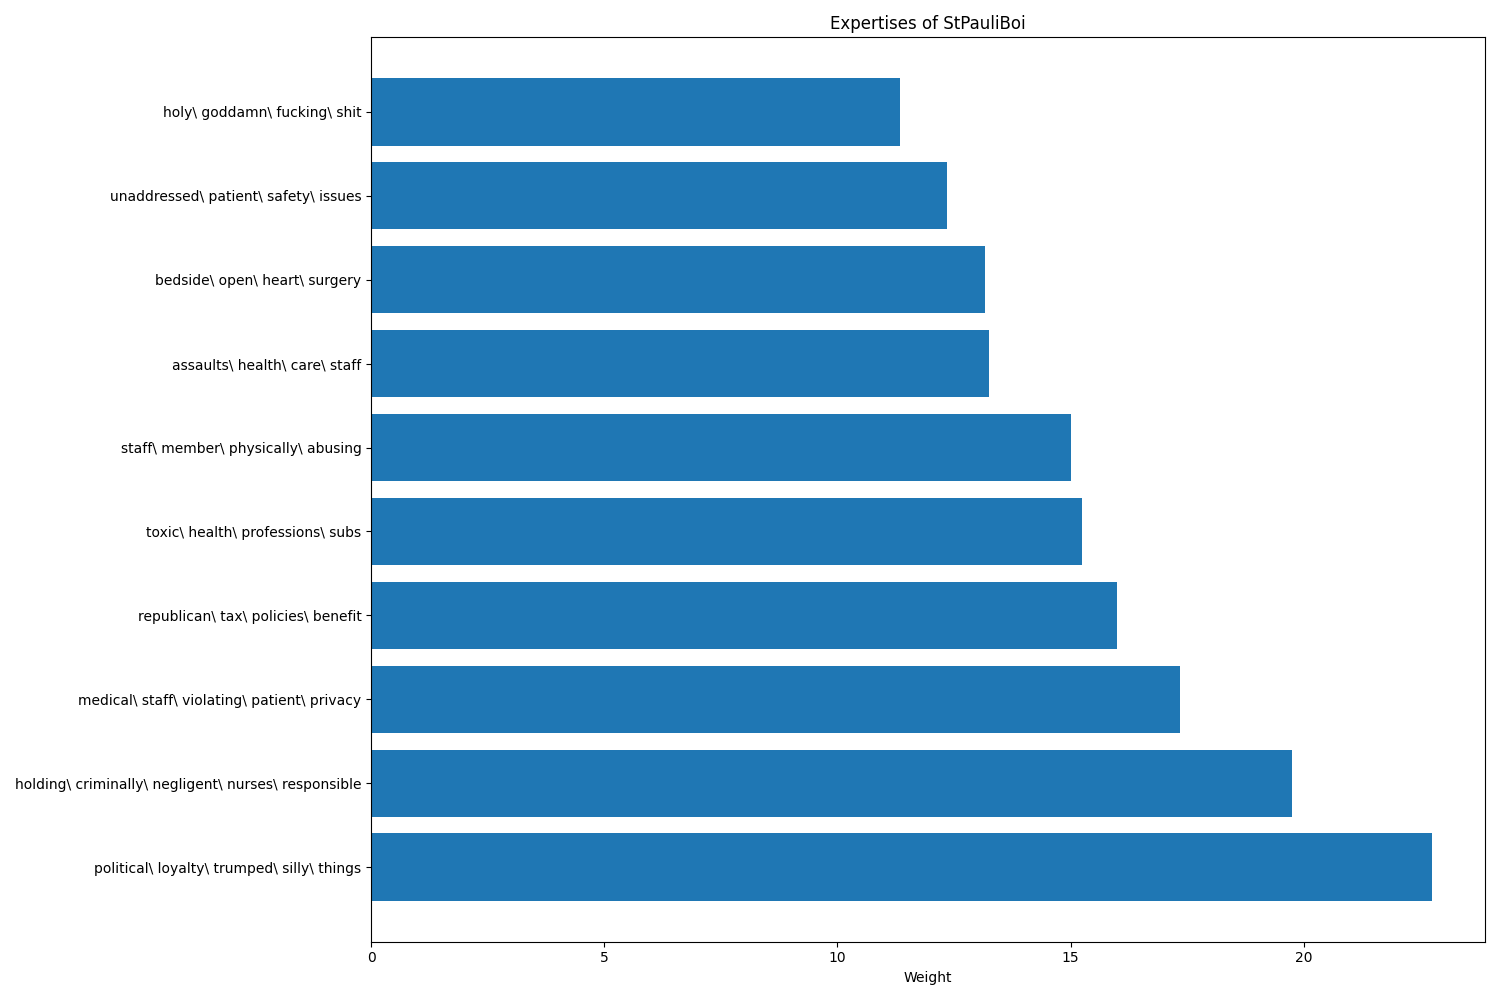 Expertises of StPauliBoi
holy\ goddamn\ fucking\ shit
unaddressed\ patient\ safety\ issues
bedside\ open\ heart\ surgery
assaults\ health\ care\ staff
staff\ member\ physically\ abusing
toxic\ health\ professions\ subs
republican\ tax\ policies\ benefit
medical\ staff\ violating\ patient\ privacy
holding\ criminally\ negligent\ nurses\ responsible
political\ loyalty\ trumped\ silly\ things
0 5 10 15 20
Weight